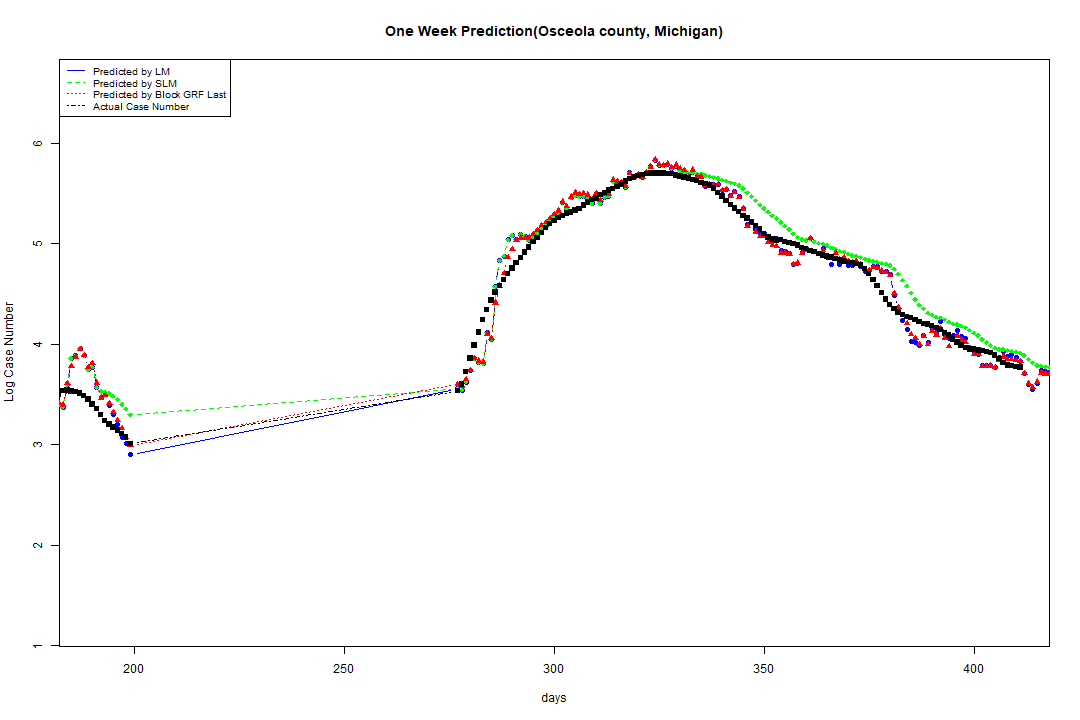 One Week Prediction(Osceola county, Michigan)
Predicted by LM
Predicted by SLM
Predicted by Block GRF Last
Actual Case Number
6
5
4
3
2
1
Log Case Number
200 250 300 350 400
days